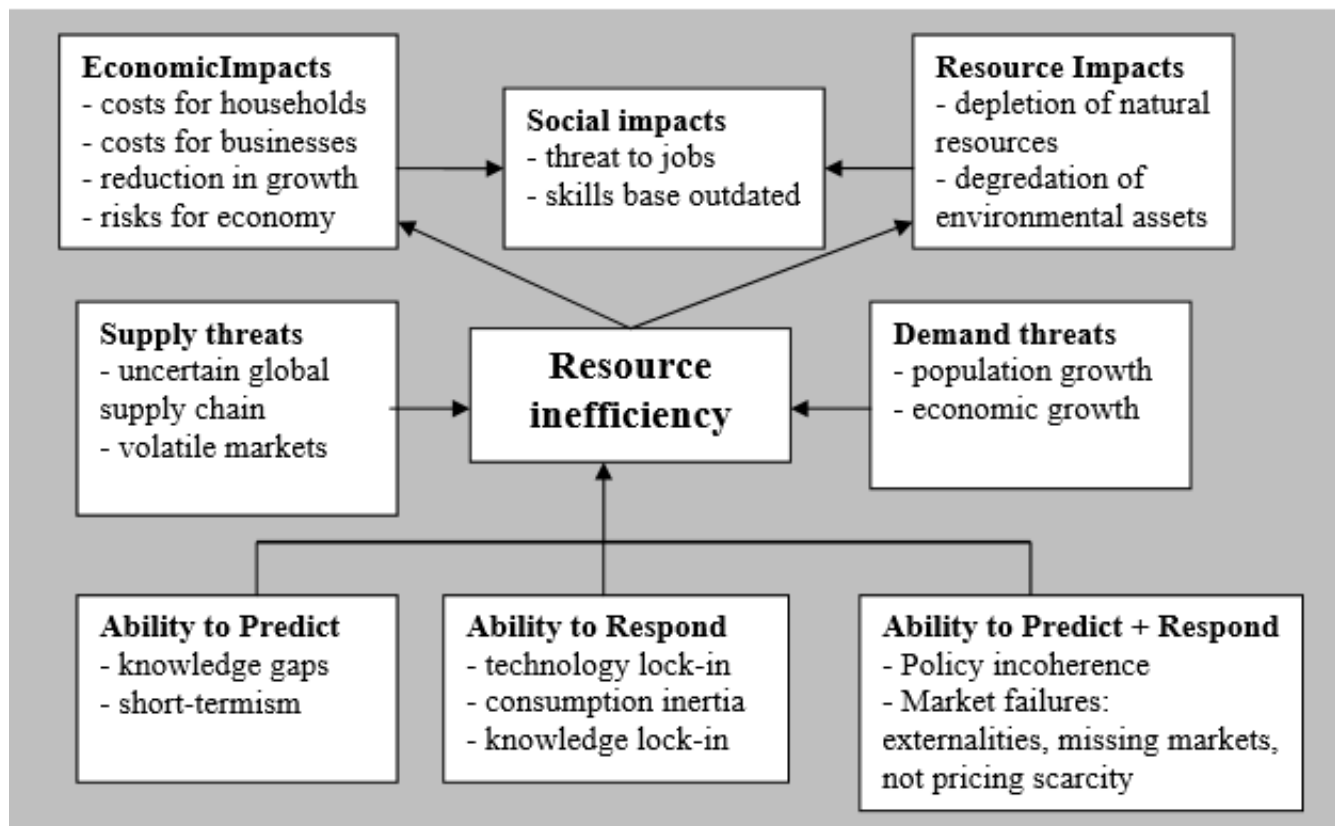 EconomicImpacts
- costs for households
- costs for businesses
- reduction in growth
- risks for economy
Social impacts
- threat to jobs
- skills base outdated
Resource Impacts
- depletion of natural
resources
- degredation of
environmental assets
Supply threats
- uncertain global
supply chain
- volatile markets
Resource
inefficiency
Demand threats
- population growth
- economic growth
Ability to Predict
- knowledge gaps
- short-termism
Ability to Respond
- technology lock-in
- consumption inertia
- knowledge lock-in
Ability to Predict + Respond
- Policy incoherence
- Market failures:
externalities, missing markets,
not pricing scarcity